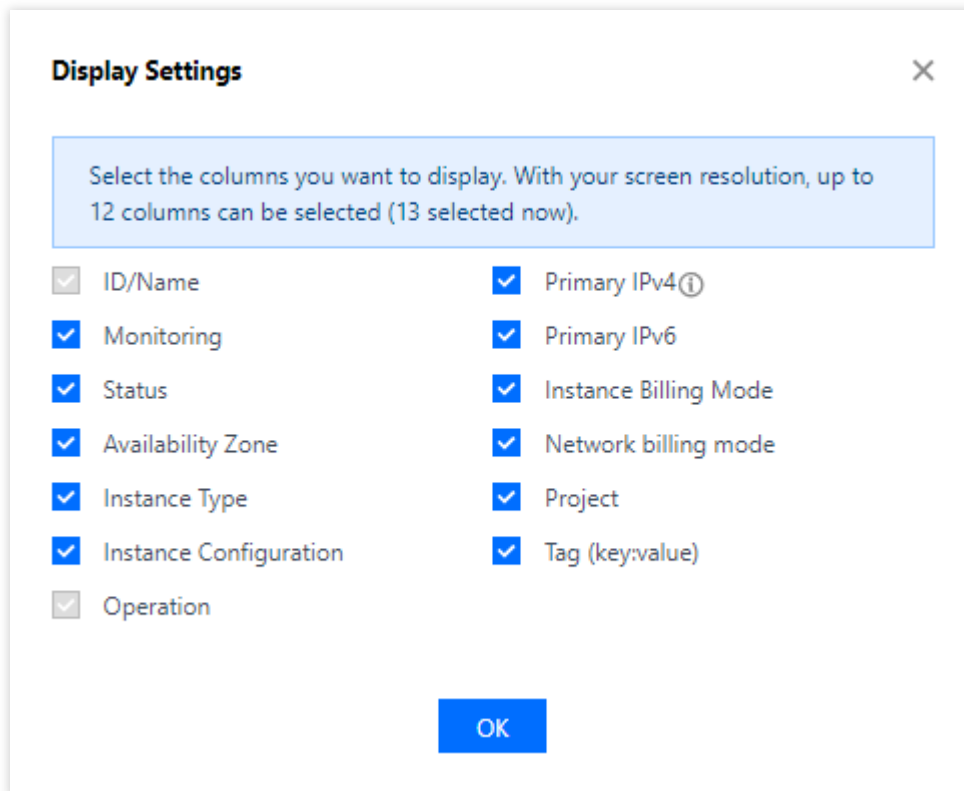 Display Settings
Select the columns you want to display. With your screen resolution, up to
12 columns can be selected (13 selected now).
ID/Name
Monitoring
Status
Availability Zone
Instance Type
Instance Configuration
Operation
Primary IPv4
Primary IPv6
Instance Billing Mode
Network billing mode
Project
Tag (key:value)
OK